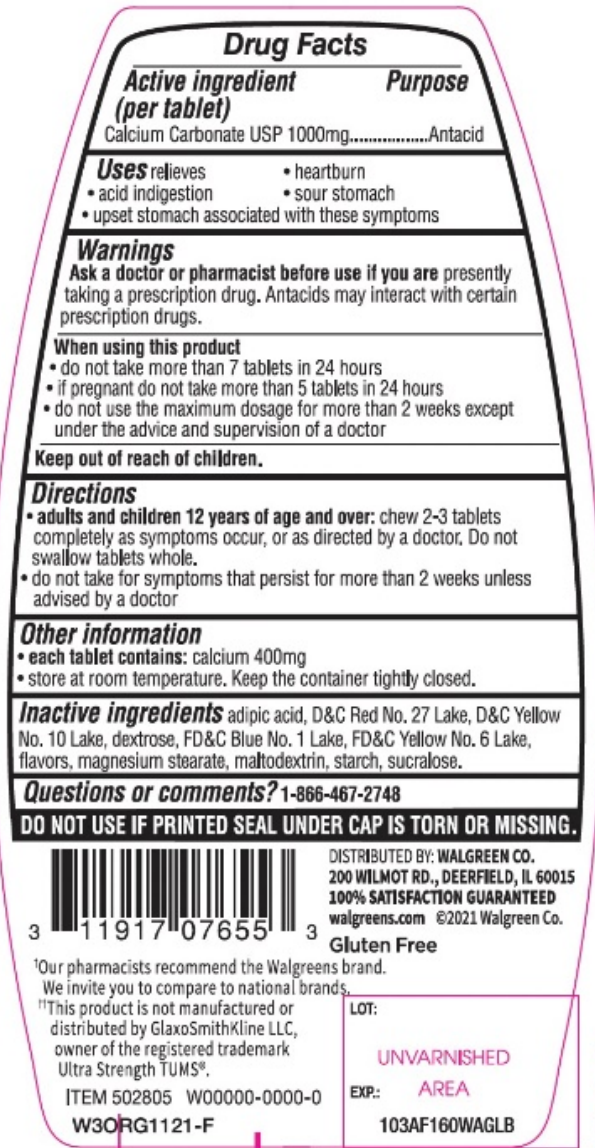 Drug Facts
Active ingredient Purpose
(per tablet)
Calcium Carbonate USP 1000mg..................Antacid
Uses relieves • heartburn
• acid indigestion • sour stomach
• upset stomach associated with these symptoms
Warnings
Ask a doctor or pharmacist before use if you are presently
taking a prescription drug. Antacids may interact with certain
prescription drugs.
When using this product
• do not take more than 7 tablets in 24 hours
• if pregnant do not take more than 5 tablets in 24 hours
• do not use the maximum dosage for more than 2 weeks except
under the advice and supervision of a doctor
Keep out of reach of children.
Directions
• adults and children 12 years of age and over: chew 2-3 tablets
completely as symptoms occur, or as directed by a doctor. Do not
swallow tablets whole.
• do not take for symptoms that persist for more than 2 weeks unless
advised by a doctor
Other information
• each tablet contains: calcium 400mg
• store at room temperature. Keep the container tightly closed.
Inactive ingredients adipic acid, D&C Red No. 27 Lake, D&C Yellow
No. 10 Lake, dextrose, FD&C Blue No. 1 Lake, FD&C Yellow No. 6 Lake,
flavors, magnesium stearate, maltodextrin, starch, sucralose.
Questions or comments? 1-866-467-2748
DO NOT USE IF PRINTED SEAL UNDER CAP IS TORN OR MISSING.
DISTRIBUTED BY: WALGREEN CO.
200 WILMOT RD., DEERFIELD, IL 60015
100% SATISFACTION GUARANTEED
walgreens.com ©2021 Walgreen Co.
3 11917 07655 3
Gluten Free
†Our pharmacists recommend the Walgreens brand.
We invite you to compare to national brands.
††This product is not manufactured or
distributed by GlaxoSmithKline LLC,
owner of the registered trademark
Ultra Strength TUMS®.
ITEM 502805 W00000-0000-0
W3ORG1121-F
LOT:
UNVARNISHED
EXP.: AREA
103AF160WAGLB